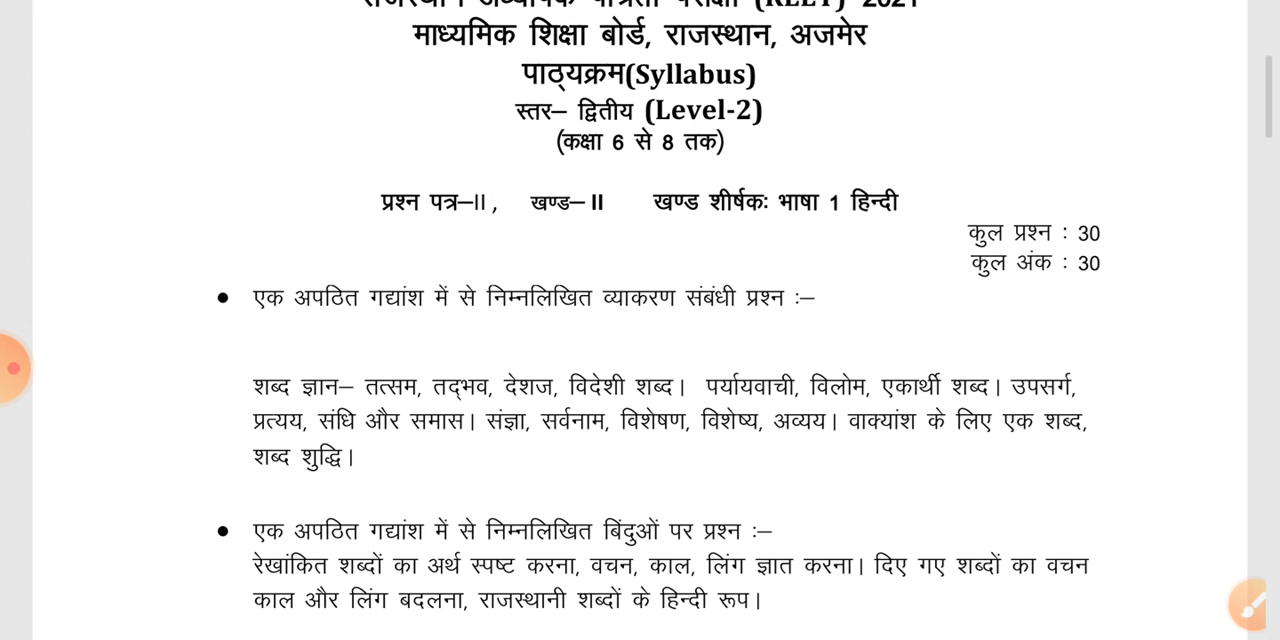 माध्यमिक शिक्षा बोर्ड, राजस्थान, अजमेर
पाठ्यक्रम(Syllabus)
स्तर– द्वितीय (Level-2)
(कक्षा 6 से 8 तक)
प्रश्न पत्र–II, खण्ड–II खण्ड शीर्षकः भाषा 1 हिन्दी
कुल प्रश्न : 30
कुल अंक : 30
• एक अपठित गद्यांश में से निम्नलिखित व्याकरण संबंधी प्रश्न :–
शब्द ज्ञान– तत्सम, तद्भव, देशज, विदेशी शब्द। पर्यायवाची, विलोम, एकार्थी शब्द। उपसर्ग,
प्रत्यय, संधि और समास। संज्ञा, सर्वनाम, विशेषण, विशेष्य, अव्यय। वाक्यांश के लिए एक शब्द,
शब्द शुद्धि।
• एक अपठित गद्यांश में से निम्नलिखित बिंदुओं पर प्रश्न :–
रेखांकित शब्दों का अर्थ स्पष्ट करना, वचन, काल, लिंग ज्ञात करना। दिए गए शब्दों का वचन
काल और लिंग बदलना, राजस्थानी शब्दों के हिन्दी रूप।